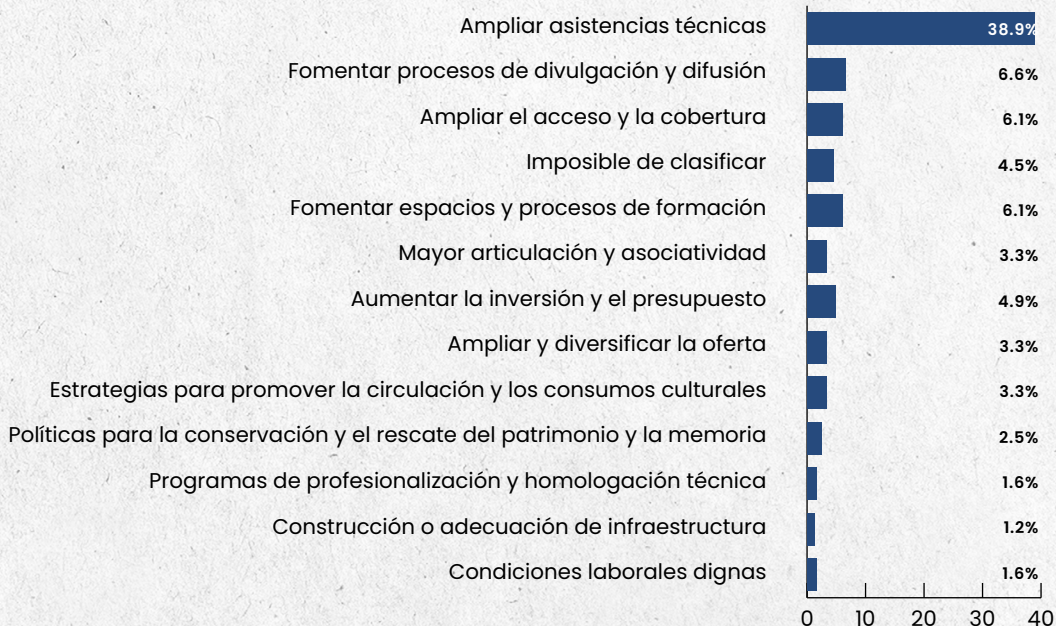 Ampliar asistencias técnicas 38.9%
Fomentar procesos de divulgación y difusión 6.6%
Ampliar el acceso y la cobertura 6.1%
Imposible de clasificar 4.5%
Fomentar espacios y procesos de formación 6.1%
Mayor articulación y asociatividad 3.3%
Aumentar la inversión y el presupuesto 4.9%
Ampliar y diversificar la oferta 3.3%
Estrategias para promover la circulación y los consumos culturales 3.3%
Políticas para la conservación y el rescate del patrimonio y la memoria 2.5%
Programas de profesionalización y homologación técnica 1.6%
Construcción o adecuación de infraestructura 1.2%
Condiciones laborales dignas 1.6%
0 10 20 30 40